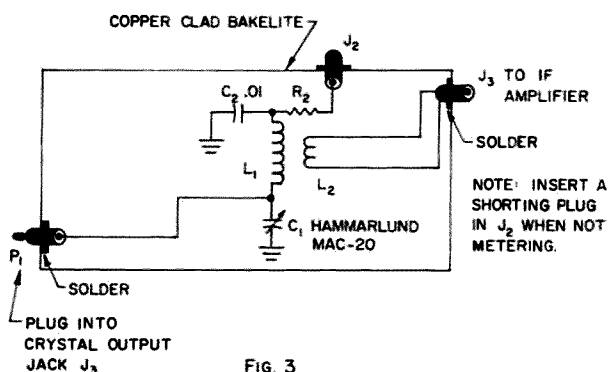 COPPER CLAD BAKELITE
J2
C2 .01
R2
J3 TO IF
AMPLIFIER
SOLDER
L1
L2
NOTE: INSERT A
SHORTING PLUG
IN J2 WHEN NOT
METERING.
C1 HAMMARLUND
MAC-20
P1
SOLDER
PLUG INTO
CRYSTAL OUTPUT
JACK J3
FIG. 3